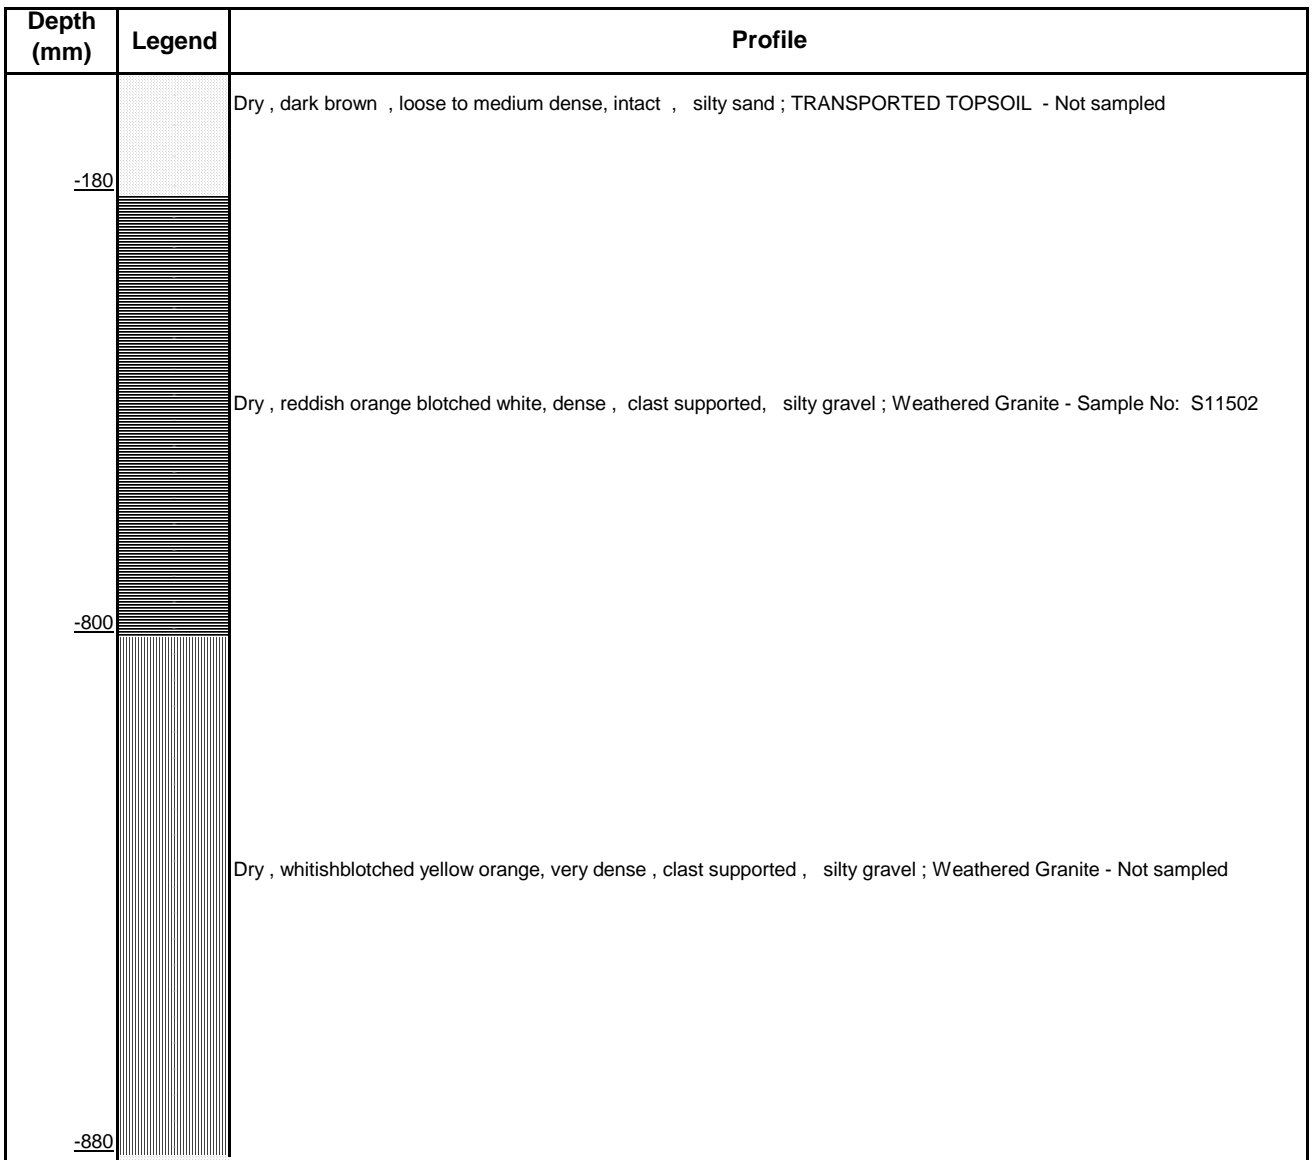 Depth
(mm)
Legend
Profile
Dry , dark brown  , loose to medium dense, intact  ,   silty sand ; TRANSPORTED TOPSOIL  - Not sampled
-180
Dry , reddish orange blotched white, dense ,  clast supported,   silty gravel ; Weathered Granite - Sample No:  S11502
-800
Dry , whitishblotched yellow orange, very dense , clast supported ,   silty gravel ; Weathered Granite - Not sampled
-880